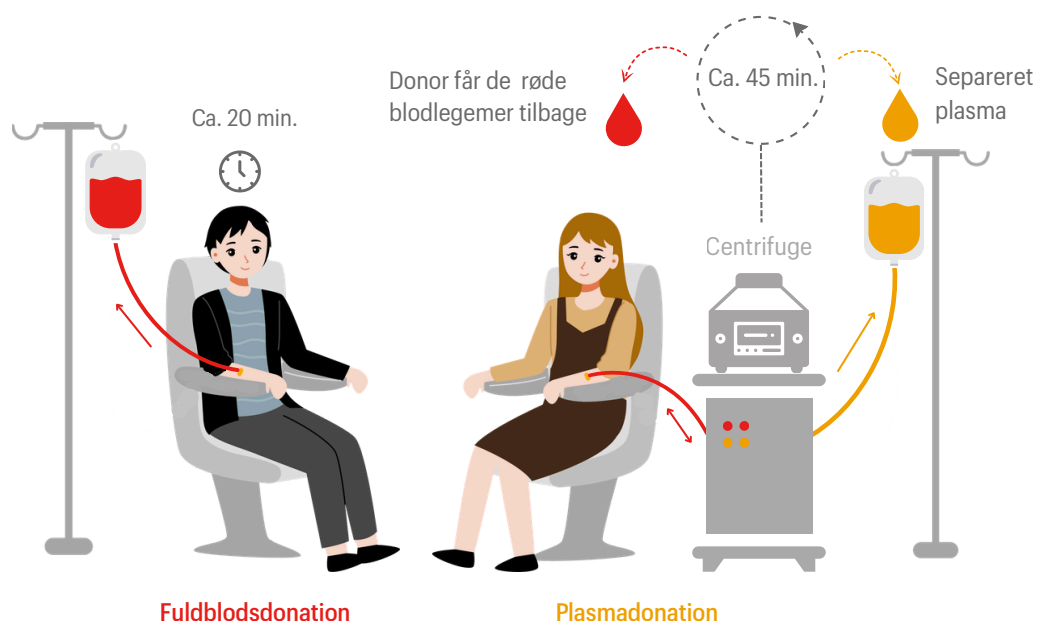 Ca. 20 min.
Donor får de røde
blodlegemer tilbage
Ca. 45 min.
Separeret
plasma
Centrifuge
Fuldblodsdonation
Plasmadonation